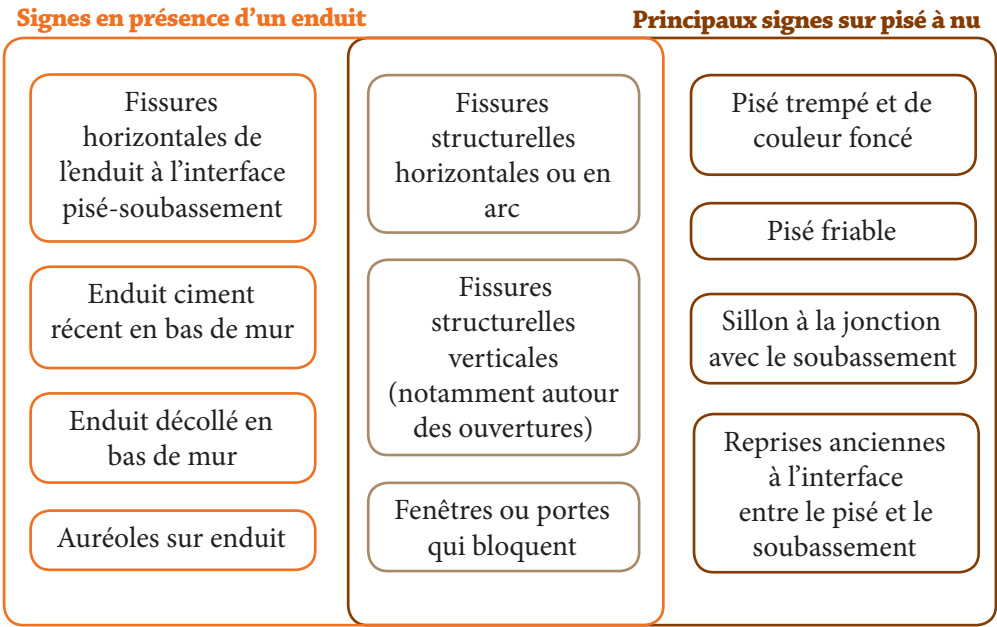 Signes en présence d’un enduit
Fissures
horizontales de
l’enduit à l’interface
pisé-soubassement
Enduit ciment
récent en bas de mur
Enduit décollé en
bas de mur
Auréoles sur enduit
Fissures
structurelles
horizontales ou en
arc
Fissures
structurelles
verticales
(notamment autour
des ouvertures)
Fenêtres ou portes
qui bloquent
Principaux signes sur pisé à nu
Pisé trempé et de
couleur foncé
Pisé friable
Sillon à la jonction
avec le soubassement
Reprises anciennes
à l’interface
entre le pisé et le
soubassement